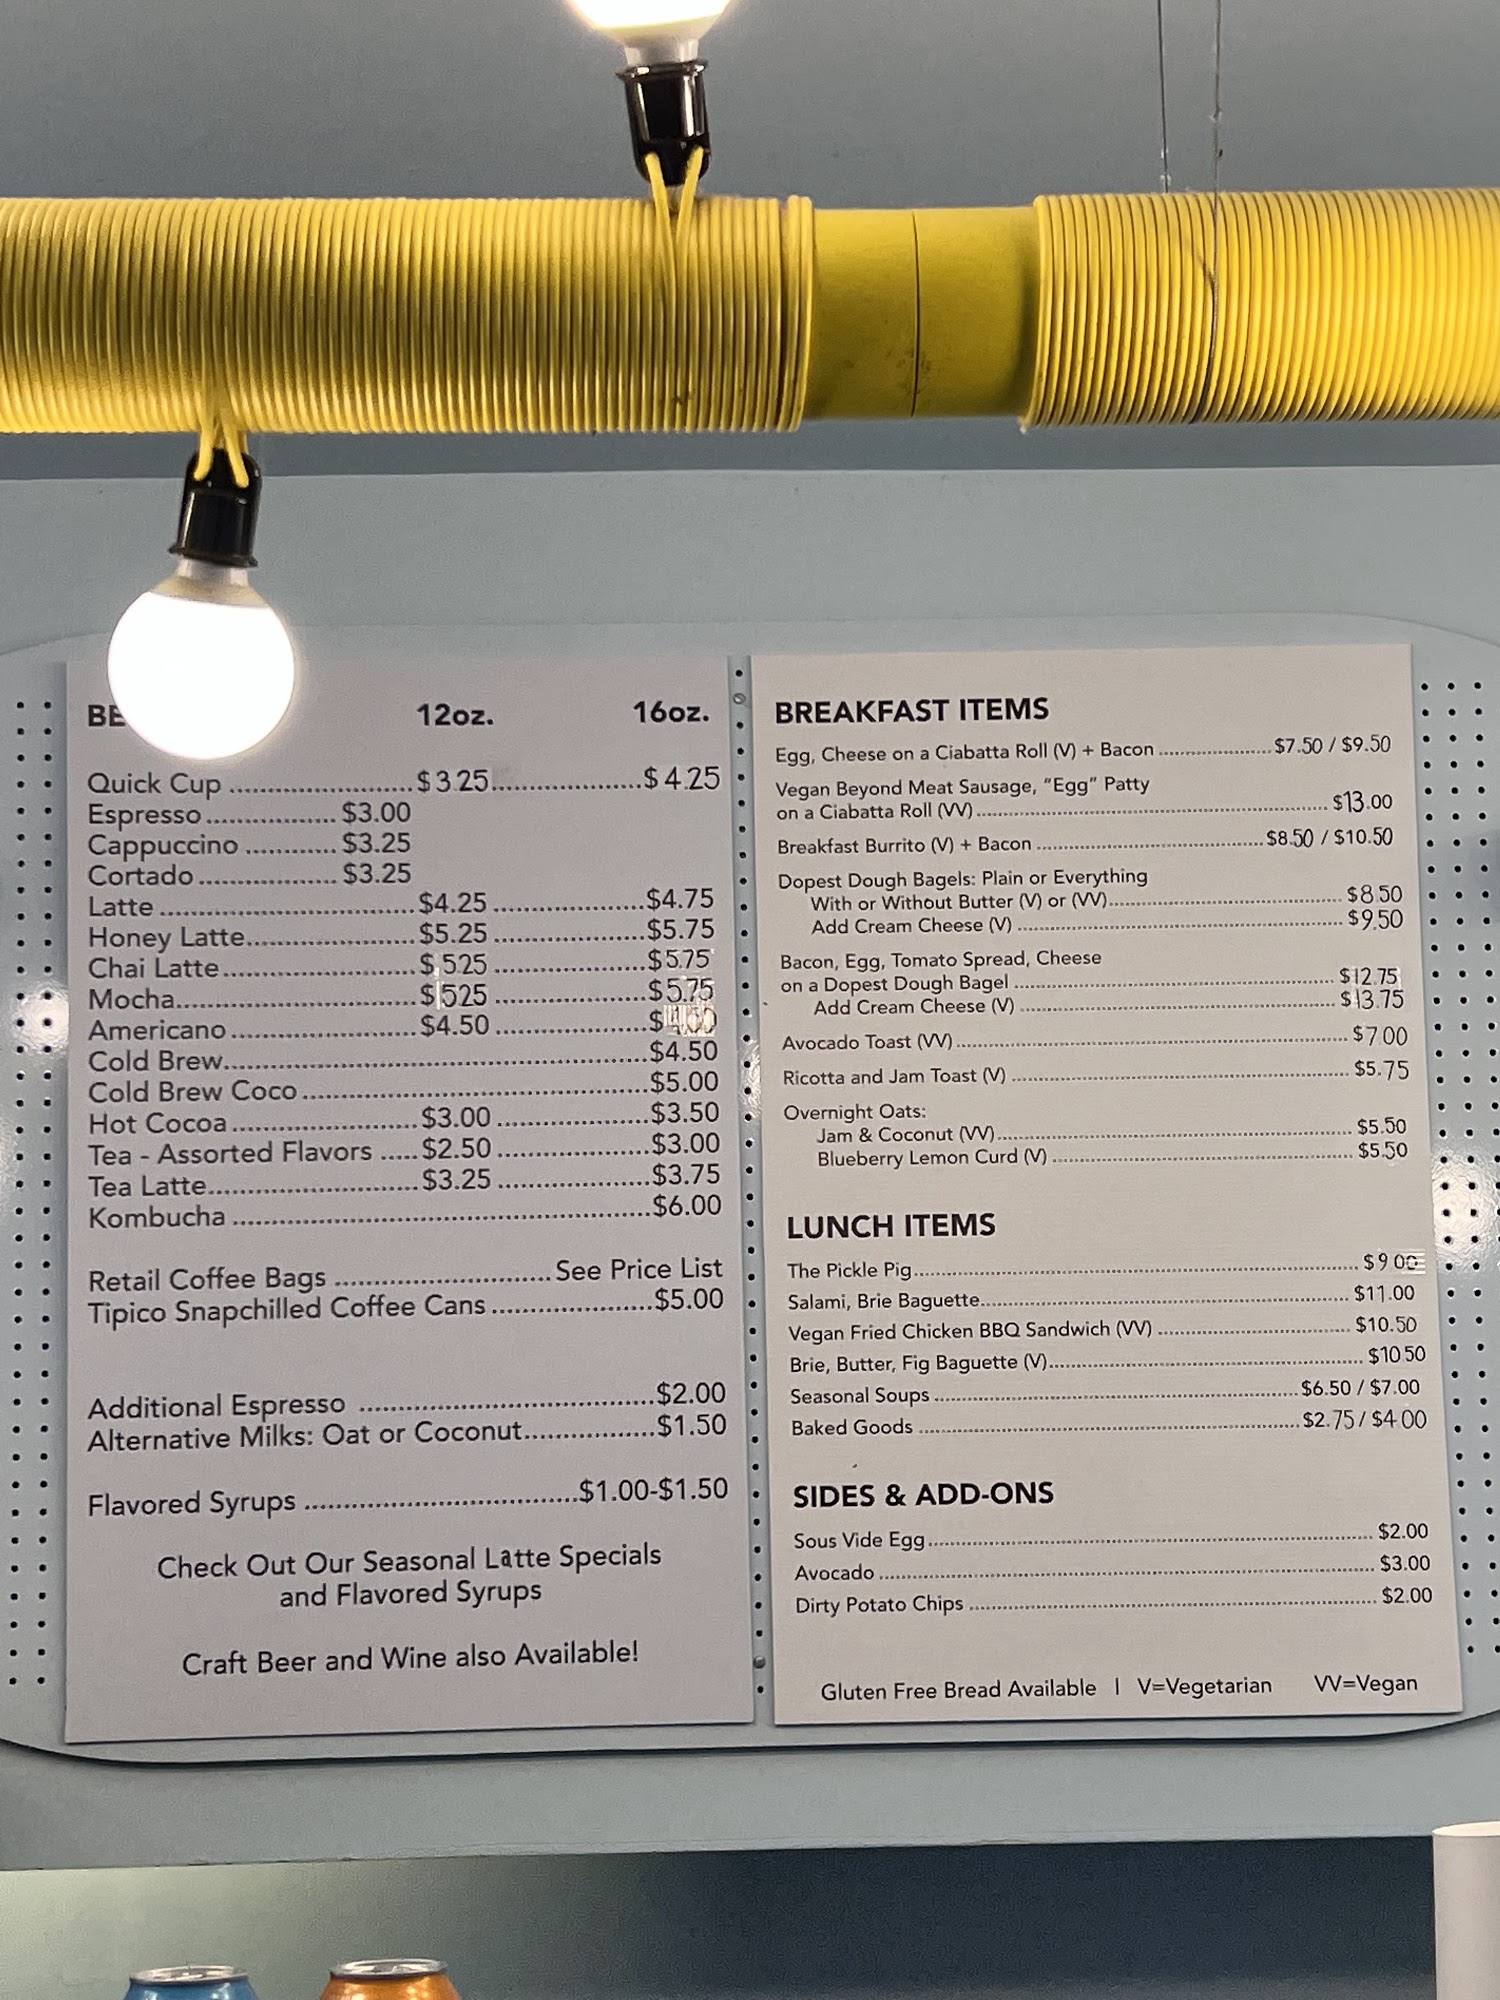 12oz. 16oz.
Quick Cup ........................ $3.25 ...................... $4.25
Espresso ................. $3.00
Cappuccino ............ $3.25
Cortado .................. $3.25
Latte ................................. $4.25 ...................... $4.75
Honey Latte ...................... $5.25 ...................... $5.75
Chai Latte ......................... $525 ...................... $5.75
Mocha ............................... $525 ...................... $5.75
Americano ........................ $4.50 ...................... $
Cold Brew ............................................................. $4.50
Cold Brew Coco .................................................. $5.00
Hot Cocoa ........................ $3.00 ...................... $3.50
Tea - Assorted Flavors ..... $2.50 ...................... $3.00
Tea Latte ........................... $3.25 ...................... $3.75
Kombucha ............................................................ $6.00
Retail Coffee Bags ............................... See Price List
Tipico Snapchilled Coffee Cans ....................... $5.00
Additional Espresso .......................................... $2.00
Alternative Milks: Oat or Coconut ................... $1.50
Flavored Syrups ...................................... $1.00-$1.50
Check Out Our Seasonal Latte Specials
and Flavored Syrups
Craft Beer and Wine also Available!
BREAKFAST ITEMS
Egg, Cheese on a Ciabatta Roll (V) + Bacon ...................... $7.50 / $9.50
Vegan Beyond Meat Sausage, "Egg" Patty
on a Ciabatta Roll (VV) ...................... $13.00
Breakfast Burrito (V) + Bacon ...................... $8.50 / $10.50
Dopest Dough Bagels: Plain or Everything
With or Without Butter (V) or (VV) ...................... $8.50
Add Cream Cheese (V) ...................... $9.50
Bacon, Egg, Tomato Spread, Cheese
on a Dopest Dough Bagel ...................... $12.75
Add Cream Cheese (V) ...................... $13.75
Avocado Toast (VV) ...................... $7.00
Ricotta and Jam Toast (V) ...................... $5.75
Overnight Oats:
Jam & Coconut (VV) ...................... $5.50
Blueberry Lemon Curd (V) ...................... $5.50
LUNCH ITEMS
The Pickle Pig ...................... $9 00
Salami, Brie Baguette ...................... $11.00
Vegan Fried Chicken BBQ Sandwich (VV) ...................... $10.50
Brie, Butter, Fig Baguette (V) ...................... $10 50
Seasonal Soups ...................... $6.50 / $7.00
Baked Goods ...................... $2.75 / $4.00
SIDES & ADD-ONS
Sous Vide Egg ...................... $2.00
Avocado ...................... $3.00
Dirty Potato Chips ...................... $2.00
Gluten Free Bread Available | V=Vegetarian VV=Vegan